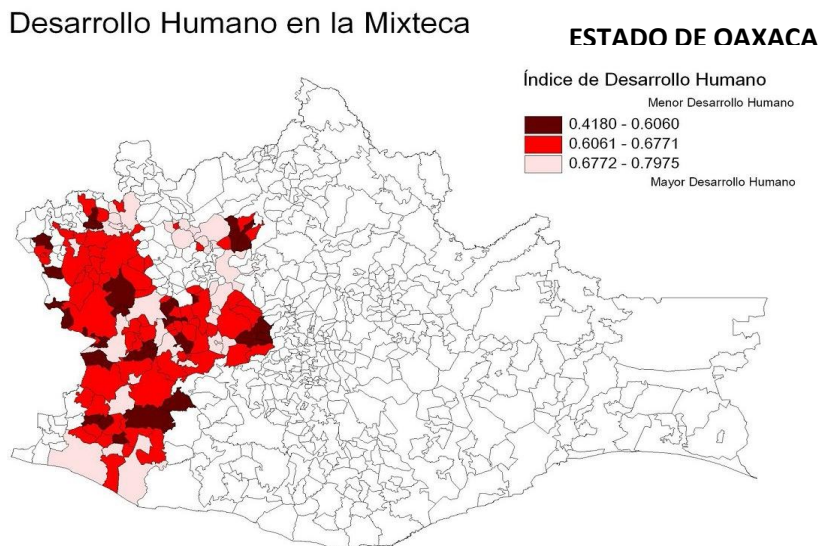 Desarrollo Humano en la Mixteca
ESTADO DE OAXACA
Índice de Desarrollo Humano
Menor Desarrollo Humano
0.4180 - 0.6060
0.6061 - 0.6771
0.6772 - 0.7975
Mayor Desarrollo Humano